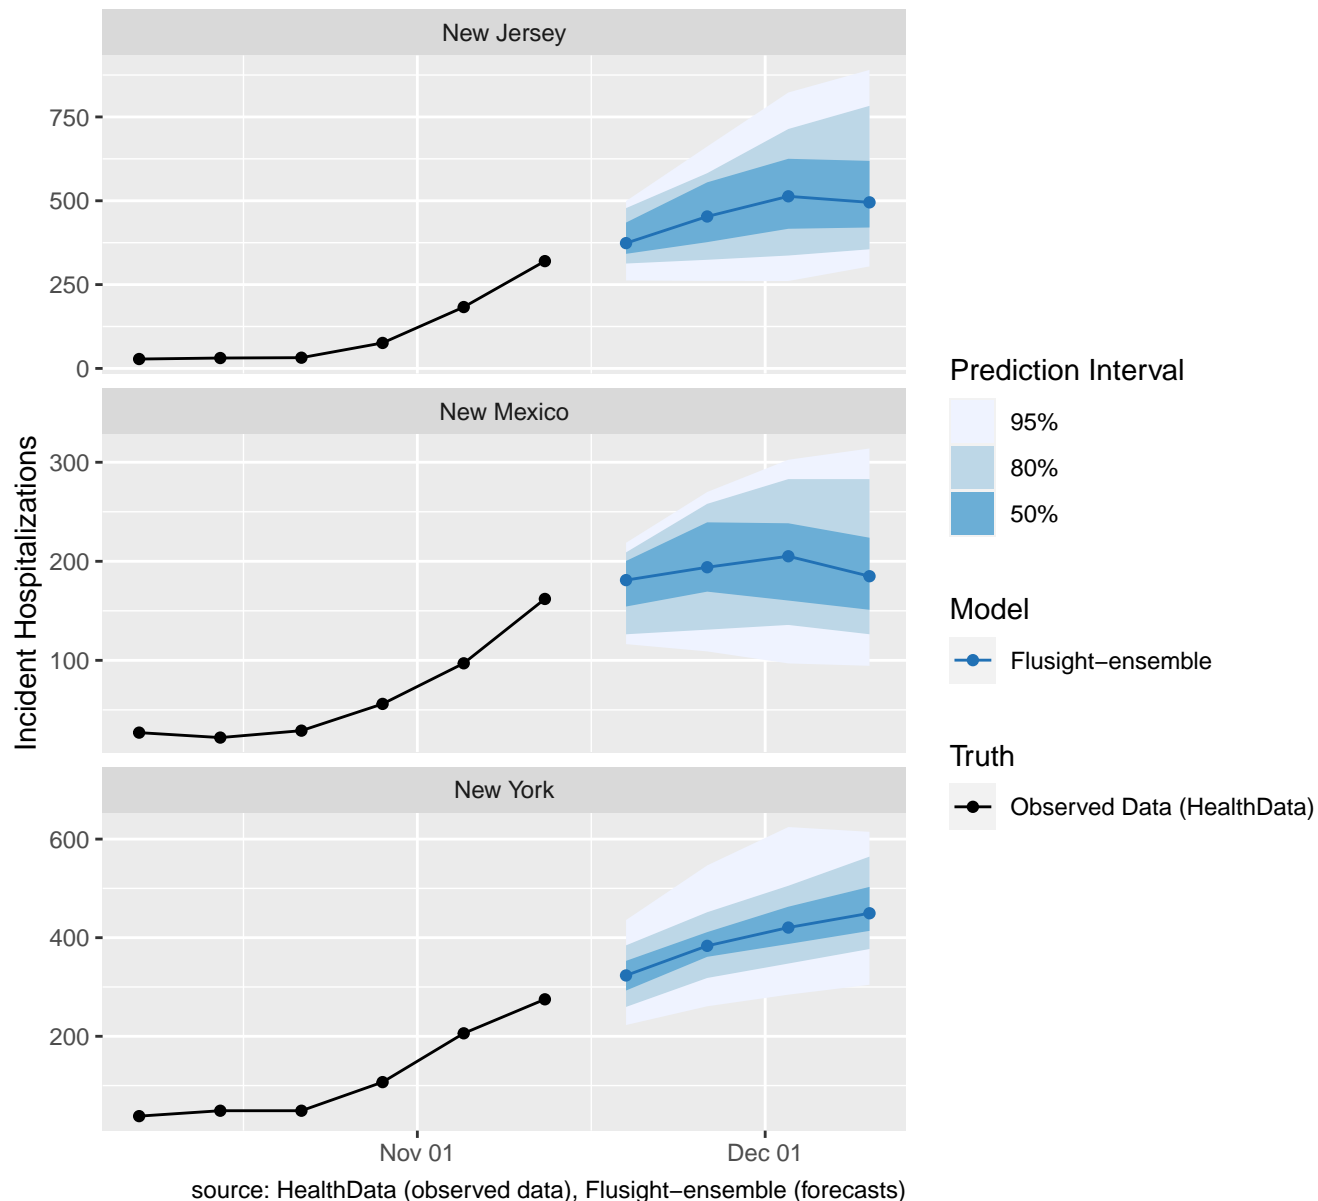 New Jersey
750
500
250
0
New Mexico
300
200
100
New York
600
400
200
Incident Hospitalizations
Nov 01
Dec 01
source: HealthData (observed data), Flusight−ensemble (forecasts)
Prediction Interval
95%
80%
50%
Model
Flusight−ensemble
Truth
Observed Data (HealthData)